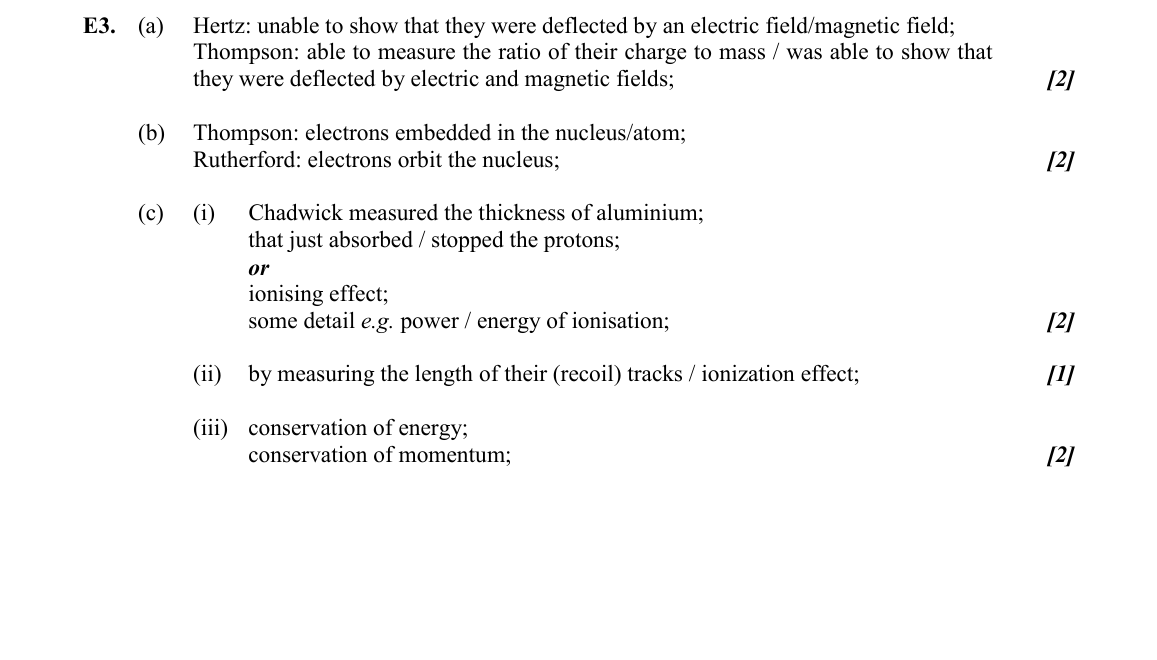 E3. (a) Hertz: unable to show that they were deflected by an electric field/magnetic field;
Thompson: able to measure the ratio of their charge to mass / was able to show that
they were deflected by electric and magnetic fields; [2]
(b) Thompson: electrons embedded in the nucleus/atom;
Rutherford: electrons orbit the nucleus; [2]
(c) (i) Chadwick measured the thickness of aluminium;
that just absorbed / stopped the protons;
or
ionising effect;
some detail e.g. power / energy of ionisation; [2]
(ii) by measuring the length of their (recoil) tracks / ionization effect; [1]
(iii) conservation of energy;
conservation of momentum; [2]